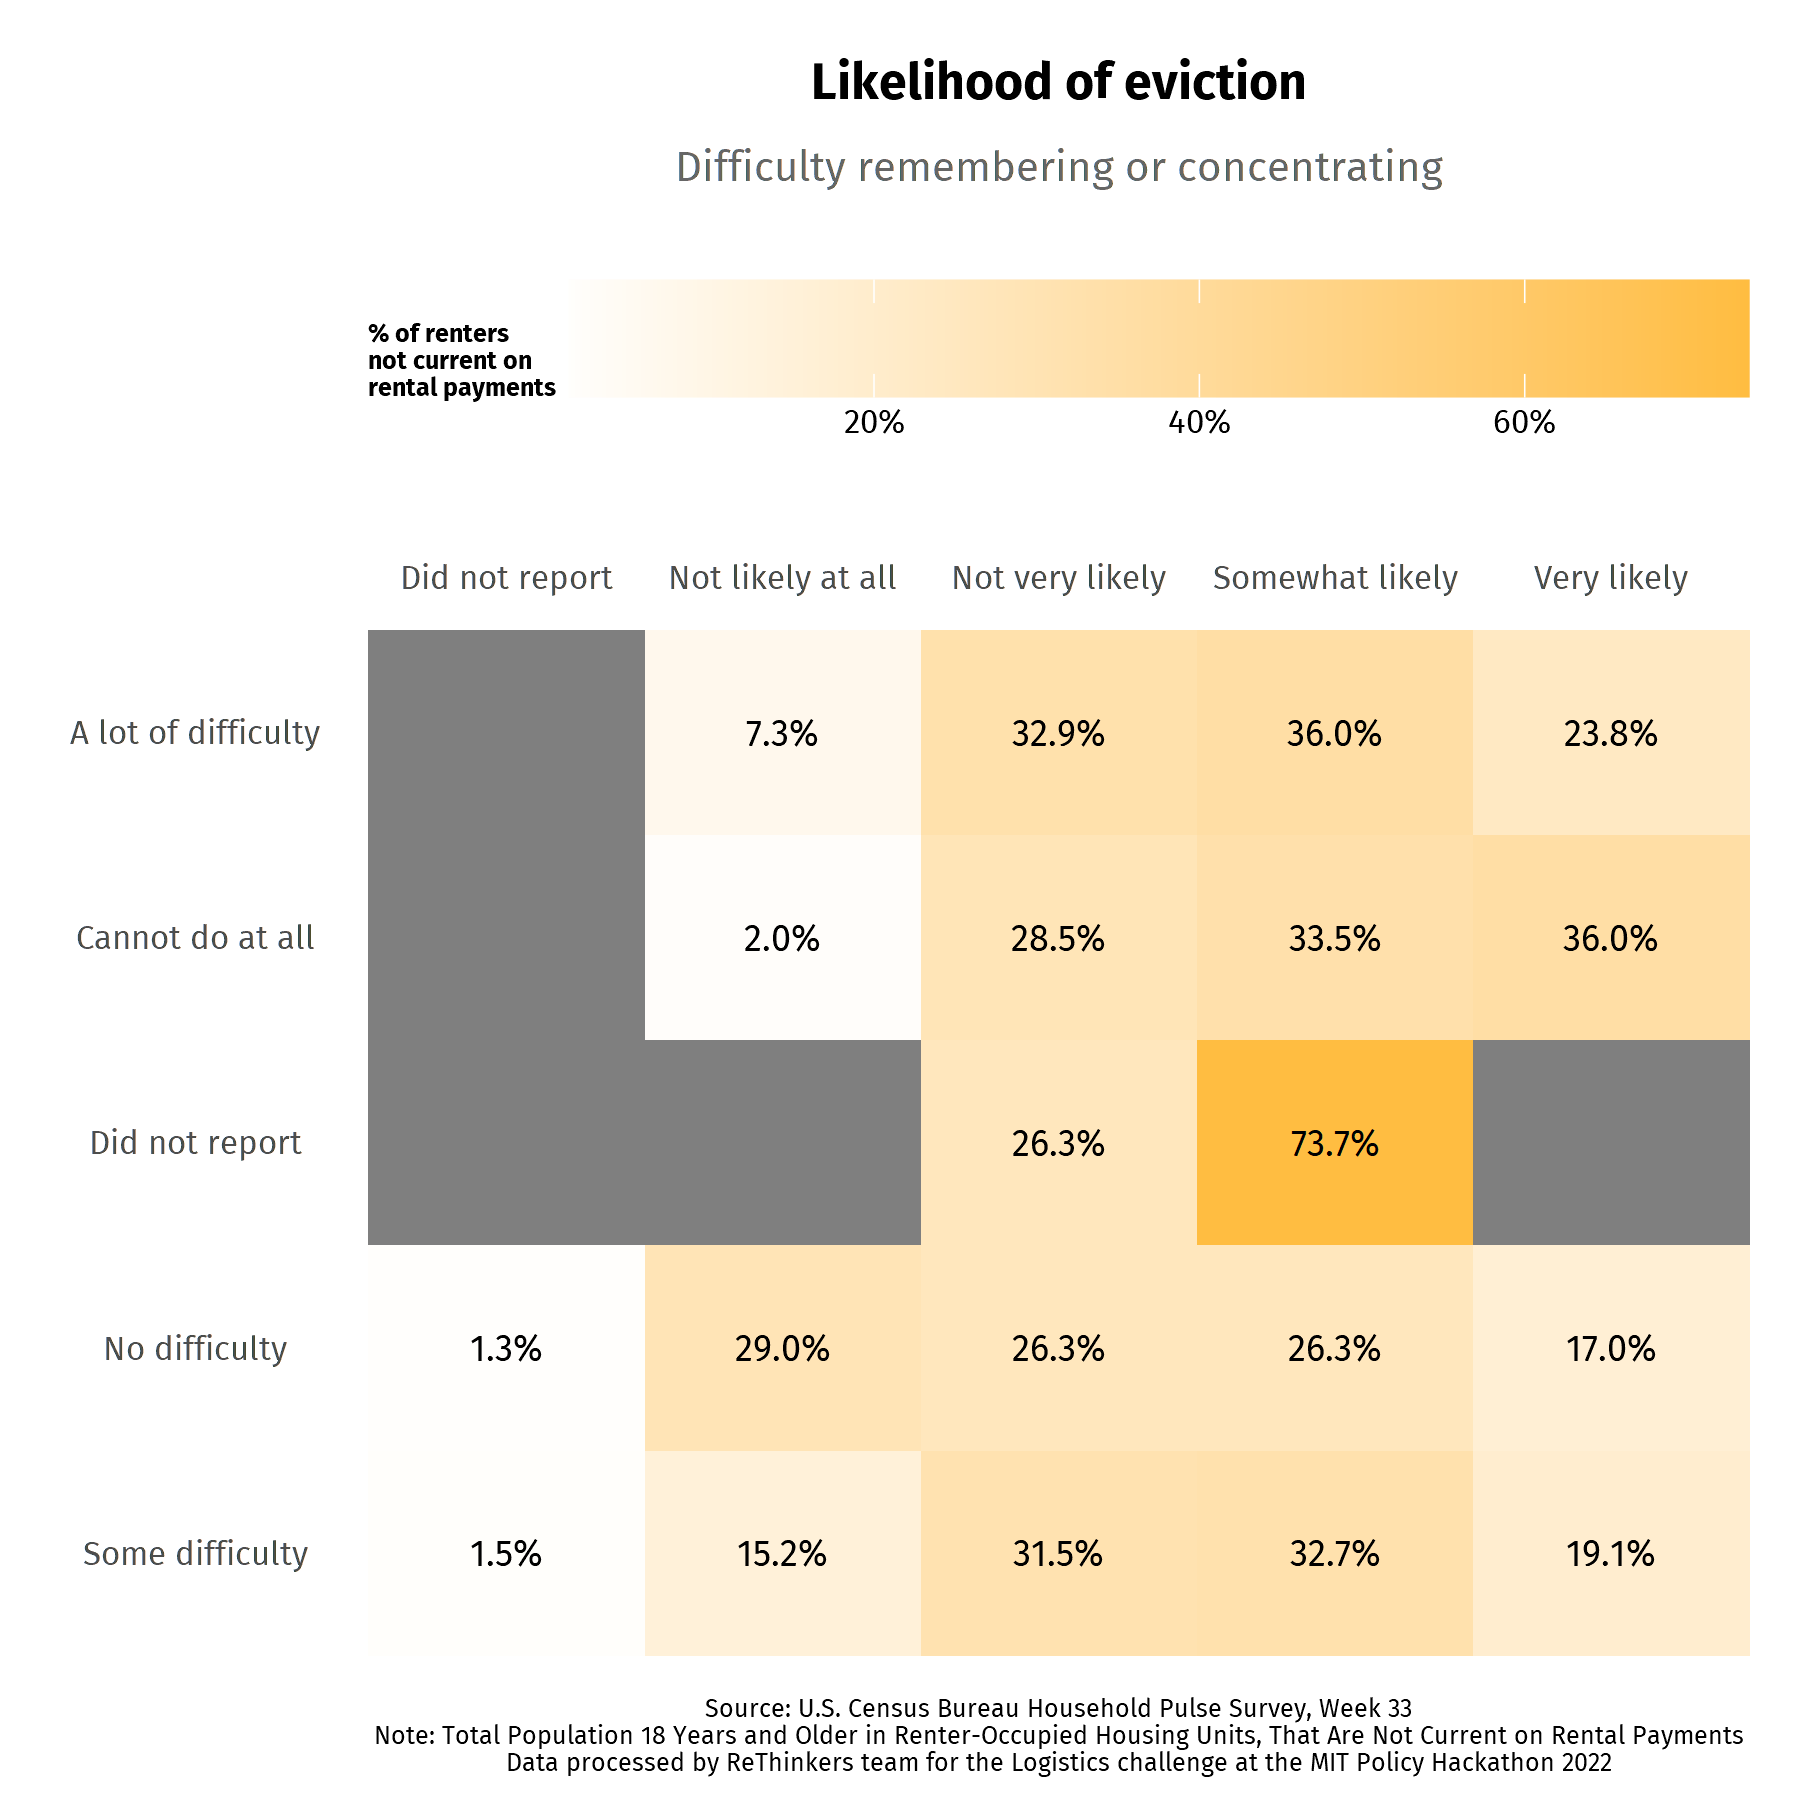 Likelihood of eviction
Difficulty remembering or concentrating
% of renters
not current on
rental payments
20% 40% 60%
Did not report Not likely at all Not very likely Somewhat likely Very likely
A lot of difficulty 7.3% 32.9% 36.0% 23.8%
Cannot do at all 2.0% 28.5% 33.5% 36.0%
Did not report 26.3% 73.7%
No difficulty 1.3% 29.0% 26.3% 26.3% 17.0%
Some difficulty 1.5% 15.2% 31.5% 32.7% 19.1%
Source: U.S. Census Bureau Household Pulse Survey, Week 33
Note: Total Population 18 Years and Older in Renter-Occupied Housing Units, That Are Not Current on Rental Payments
Data processed by ReThinkers team for the Logistics challenge at the MIT Policy Hackathon 2022